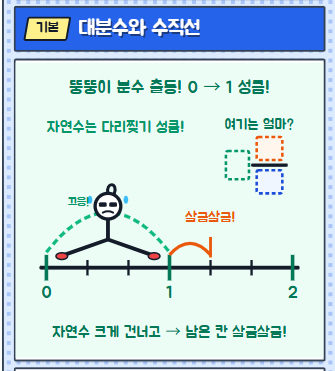 기본 대분수와 수직선
뚱뚱이 분수 출동! 0 → 1 성큼!
자연수는 다리찢기 성큼!
여기는 얼마?
끄응!
살금살금!
0 1 2
자연수 크게 건너고 → 남은 칸 살금살금!